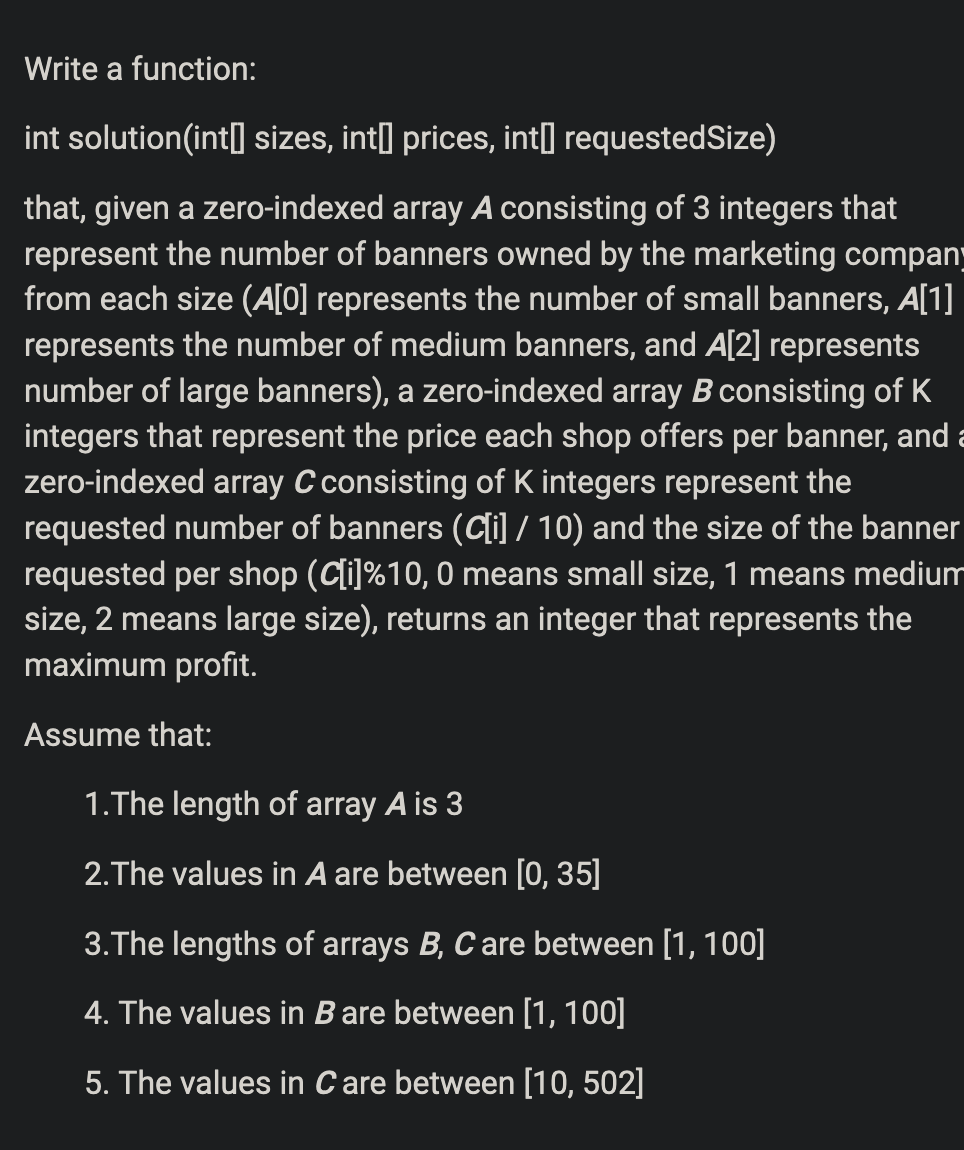 Write a function:
int solution(int[] sizes, int[] prices, int[] requestedSize)
that, given a zero-indexed array A consisting of 3 integers that
represent the number of banners owned by the marketing company
from each size (A[0] represents the number of small banners, A[1]
represents the number of medium banners, and A[2] represents
number of large banners), a zero-indexed array B consisting of K
integers that represent the price each shop offers per banner, and a
zero-indexed array C consisting of K integers represent the
requested number of banners (C[i] / 10) and the size of the banner
requested per shop (C[i]%10, 0 means small size, 1 means medium
size, 2 means large size), returns an integer that represents the
maximum profit.
Assume that:
1.The length of array A is 3
2.The values in A are between [0, 35]
3.The lengths of arrays B, C are between [1, 100]
4. The values in B are between [1, 100]
5. The values in C are between [10, 502]